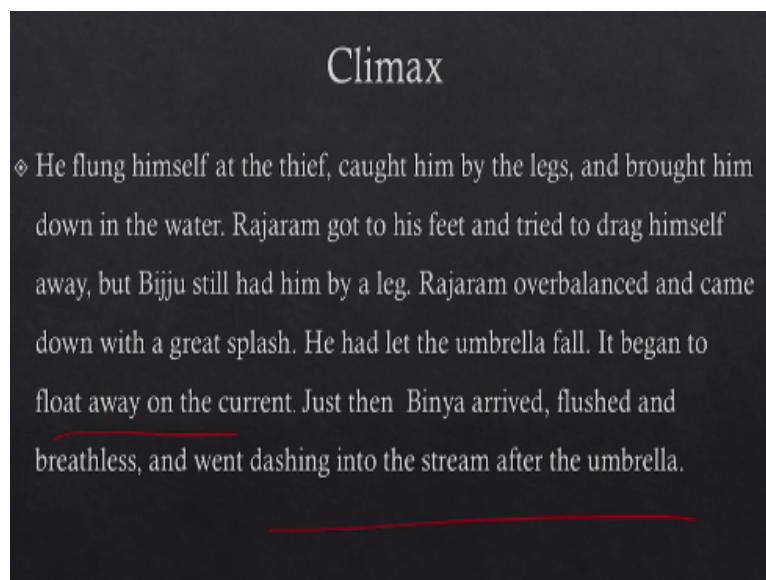 Climax
He flung himself at the thief, caught him by the legs, and brought him
down in the water. Rajaram got to his feet and tried to drag himself
away, but Bijju still had him by a leg. Rajaram overbalanced and came
down with a great splash. He had let the umbrella fall. It began to
float away on the current. Just then Binya arrived, flushed and
breathless, and went dashing into the stream after the umbrella.